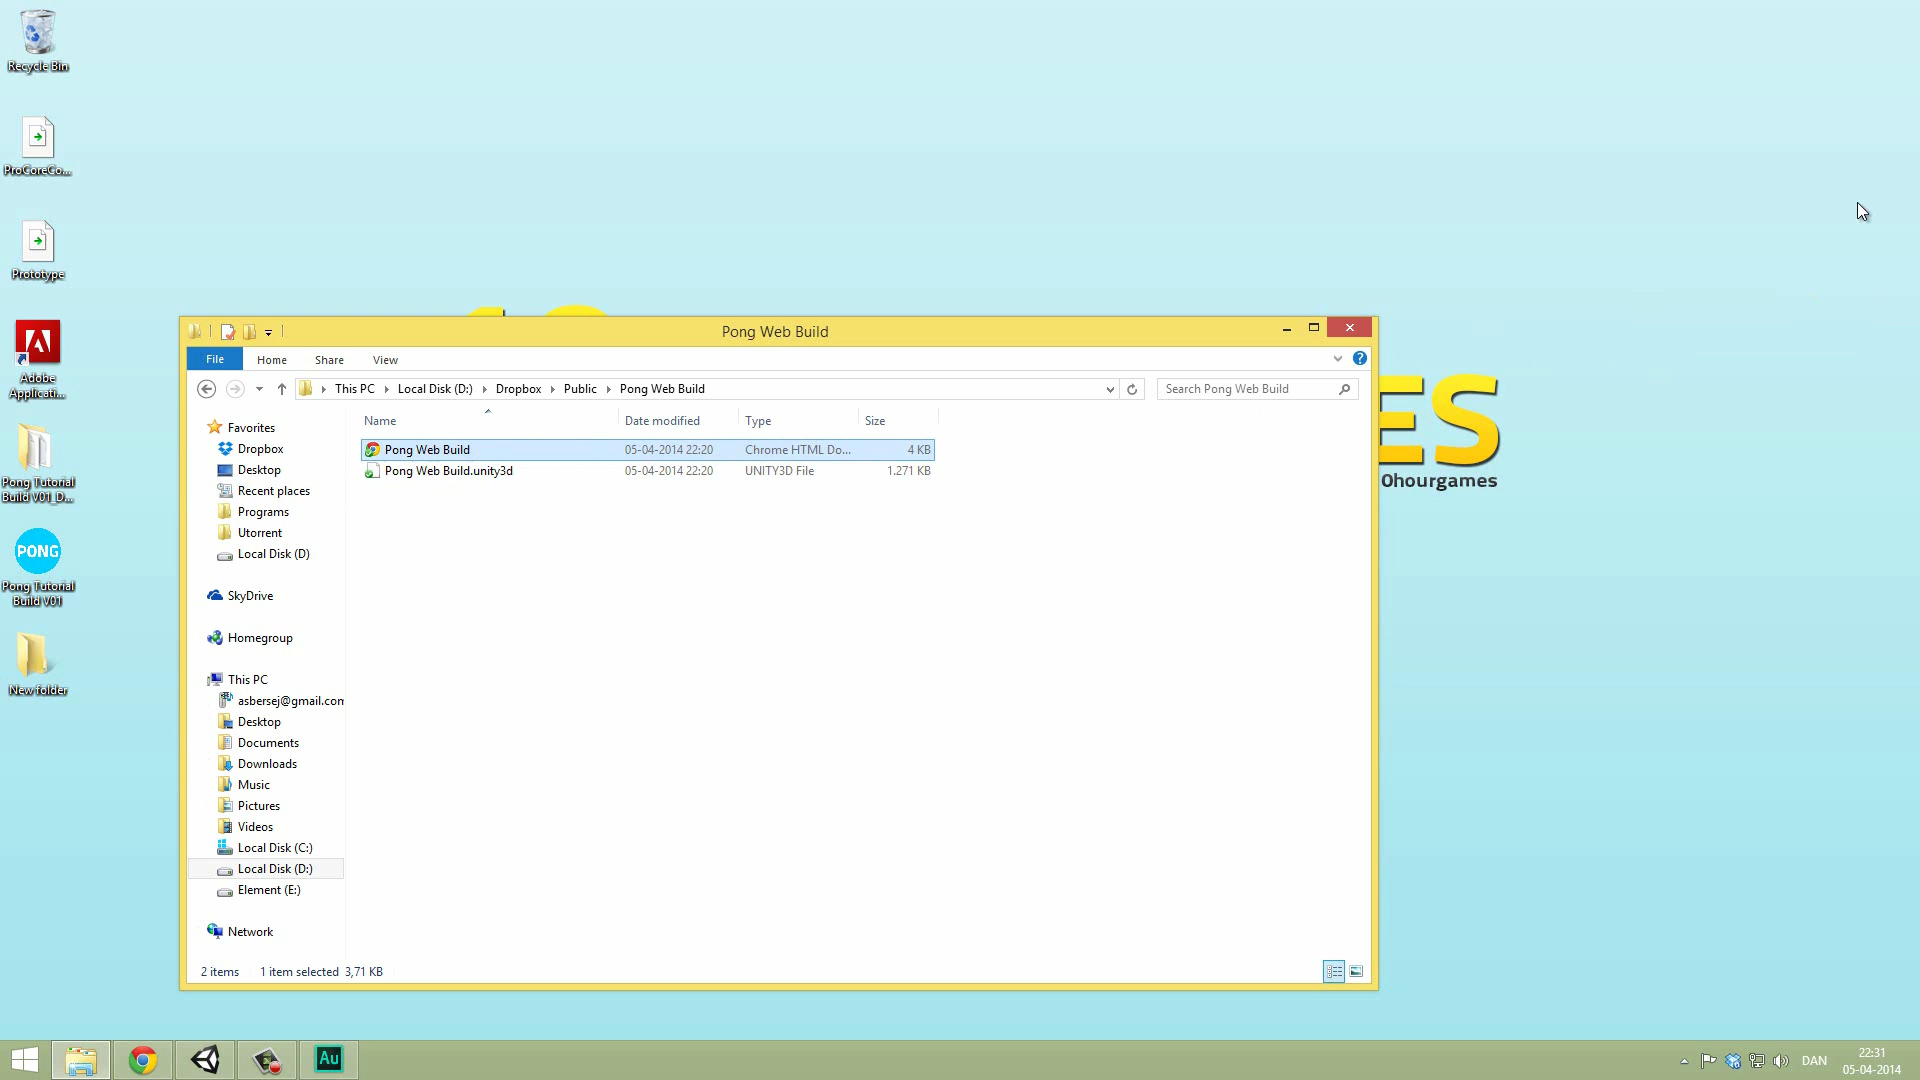 Recycle Bin
ProCoreCo...
Prototype
Adobe
Applicati...
Pong Tutorial
Build V01_D...
PONG
Pong Tutorial
Build V01
New folder
Pong Web Build
File Home Share View
This PC Local Disk (D:) Dropbox Public Pong Web Build
Search Pong Web Build
Favorites
Dropbox
Desktop
Recent places
Programs
Utorrent
Local Disk (D)
SkyDrive
Homegroup
This PC
asbersej@gmail.com
Desktop
Documents
Downloads
Music
Pictures
Videos
Local Disk (C:)
Local Disk (D:)
Element (E:)
Network
Name Date modified Type Size
Pong Web Build 05-04-2014 22:20 Chrome HTML Do... 4 KB
Pong Web Build.unity3d 05-04-2014 22:20 UNITY3D File 1.271 KB
2 items 1 item selected 3,71 KB
ES
0hourgames
Au
DAN
22:31
05-04-2014